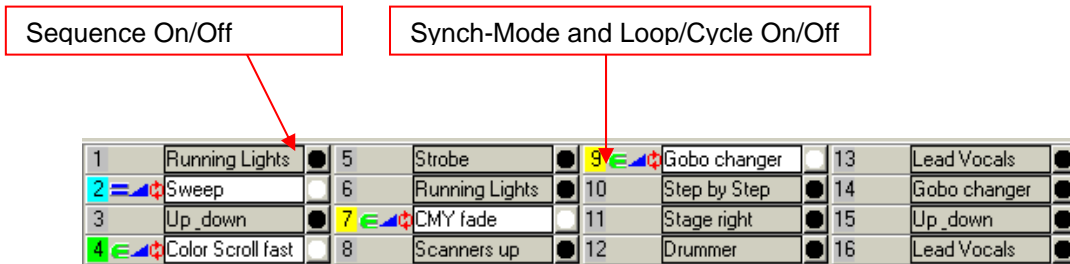 Sequence On/Off
Synch-Mode and Loop/Cycle On/Off
1 Running Lights 5 Strobe 9 Gobo changer 13 Lead Vocals
2 Sweep 6 Running Lights 10 Step by Step 14 Gobo changer
3 Up_down 7 CMY fade 11 Stage right 15 Up_down
4 Color Scroll fast 8 Scanners up 12 Drummer 16 Lead Vocals